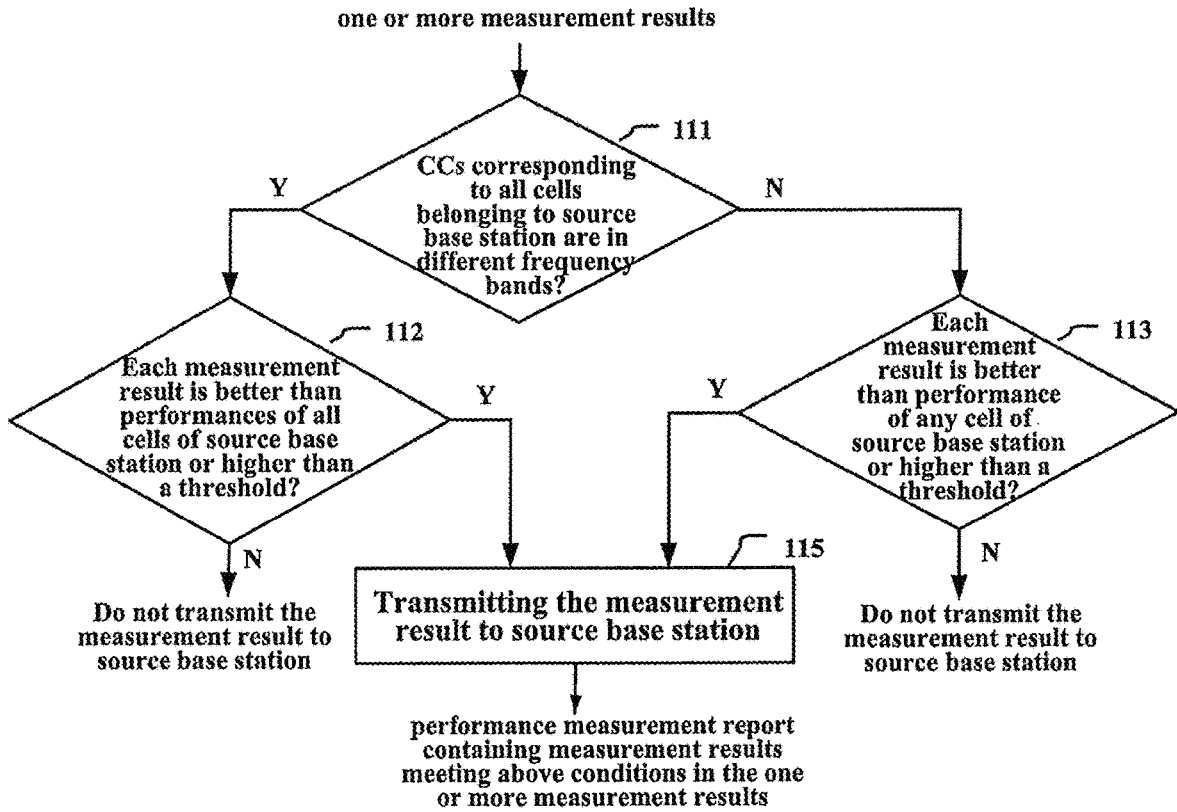 one or more measurement results
111
CCs corresponding
to all cells
belonging to source
base station are in
different frequency
bands?
Y
N
112
Each measurement
result is better than
performances of all
cells of source base
station or higher than
a threshold?
Y
N
Do not transmit the
measurement result to
source base station
113
Each
measurement
result is better
than performance
of any cell of
source base station
or higher than a
threshold?
Y
N
Do not transmit the
measurement result to
source base station
115
Transmitting the measurement
result to source base station
performance measurement report
containing measurement results
meeting above conditions in the one
or more measurement results